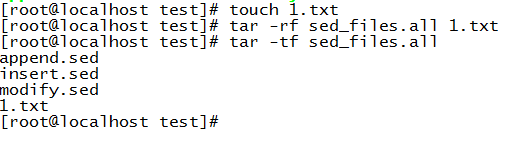 [root@localhost test]# touch 1.txt
[root@localhost test]# tar -rf sed_files.all 1.txt
[root@localhost test]# tar -tf sed_files.all
append.sed
insert.sed
modify.sed
1.txt
[root@localhost test]#